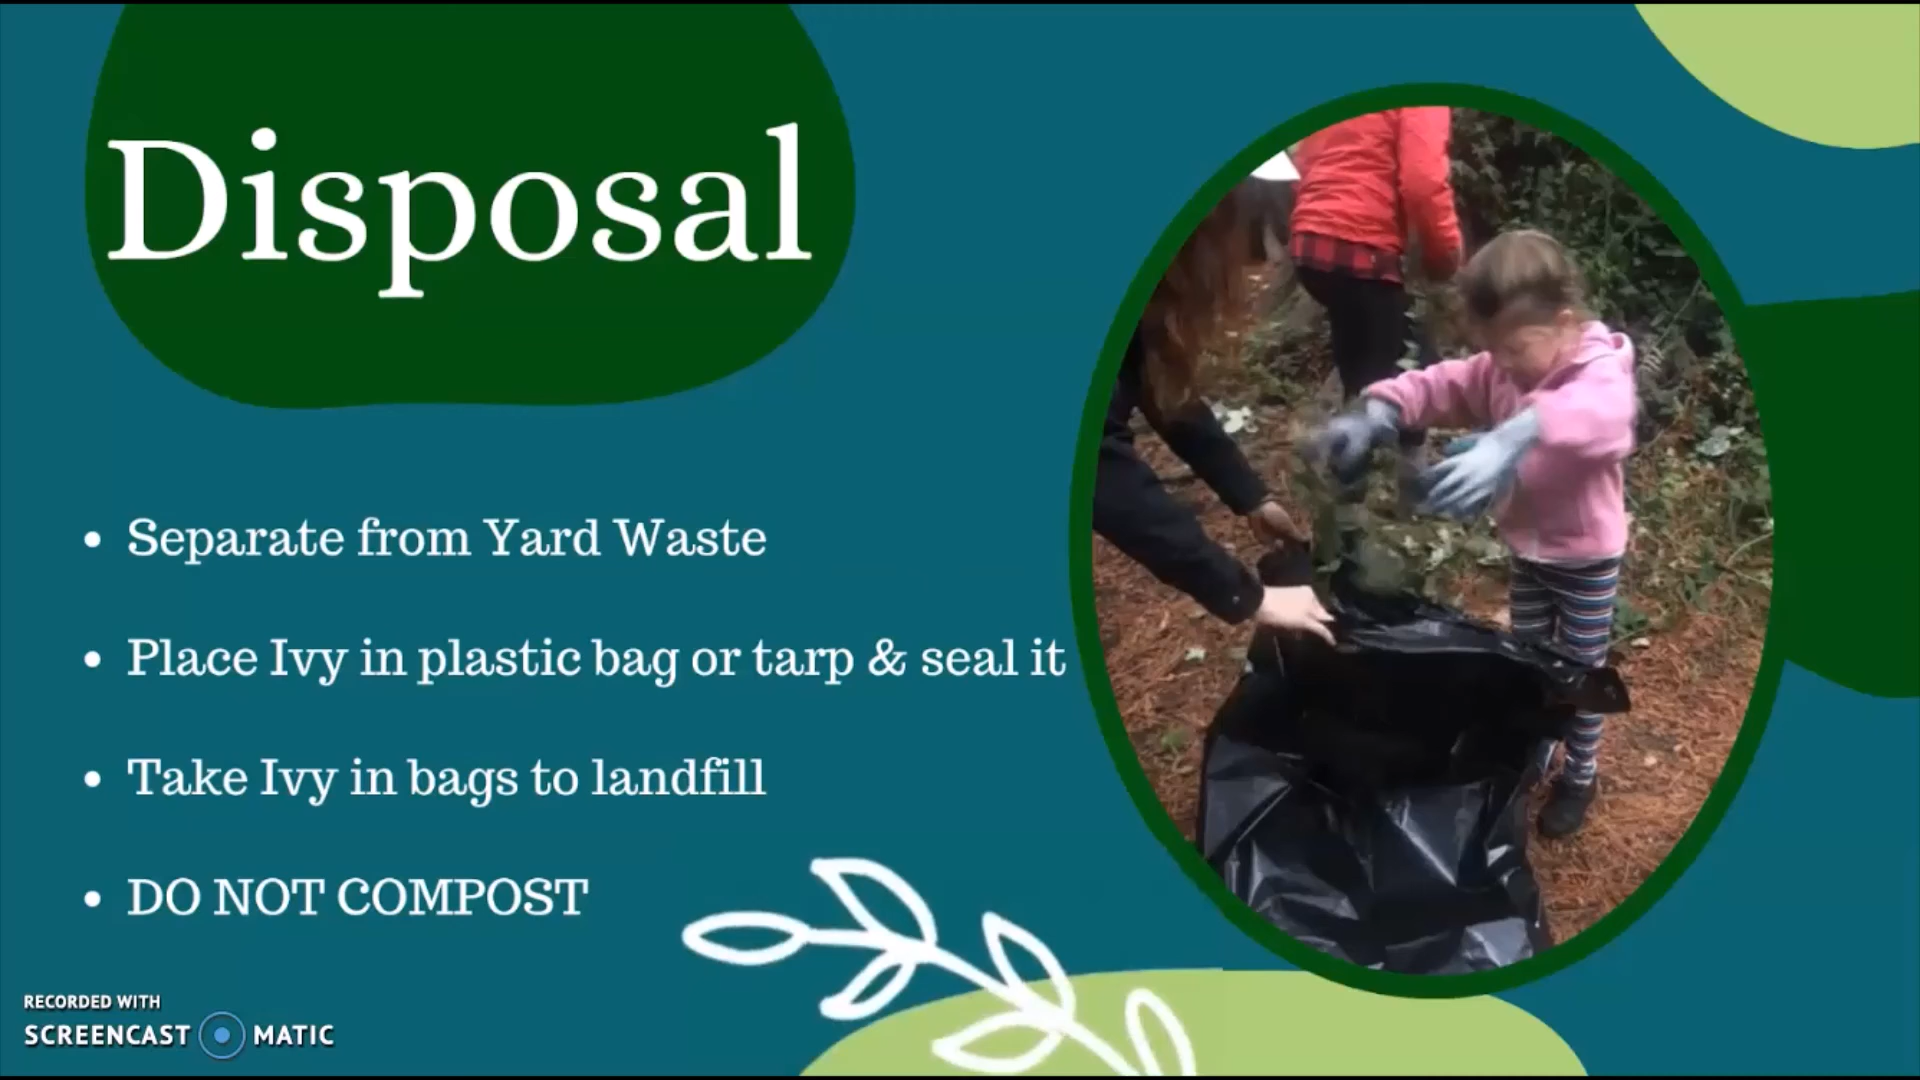 Disposal
• Separate from Yard Waste
• Place Ivy in plastic bag or tarp & seal it
• Take Ivy in bags to landfill
• DO NOT COMPOST
RECORDED WITH
SCREENCAST MATIC